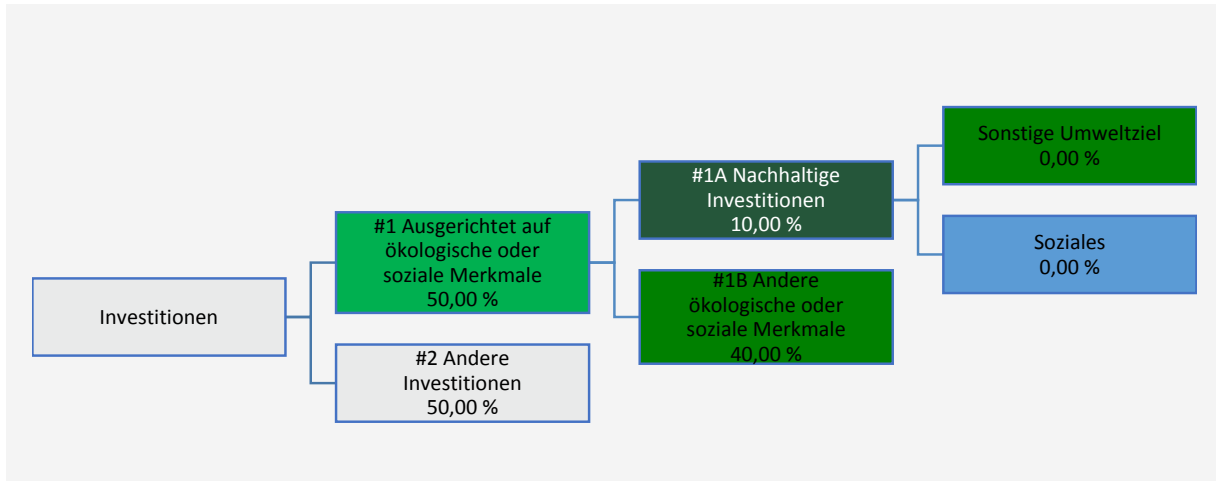 Investitionen
#1 Ausgerichtet auf
ökologische oder
soziale Merkmale
50,00 %
#2 Andere
Investitionen
50,00 %
#1A Nachhaltige
Investitionen
10,00 %
#1B Andere
ökologische oder
soziale Merkmale
40,00 %
Sonstige Umweltziel
0,00 %
Soziales
0,00 %